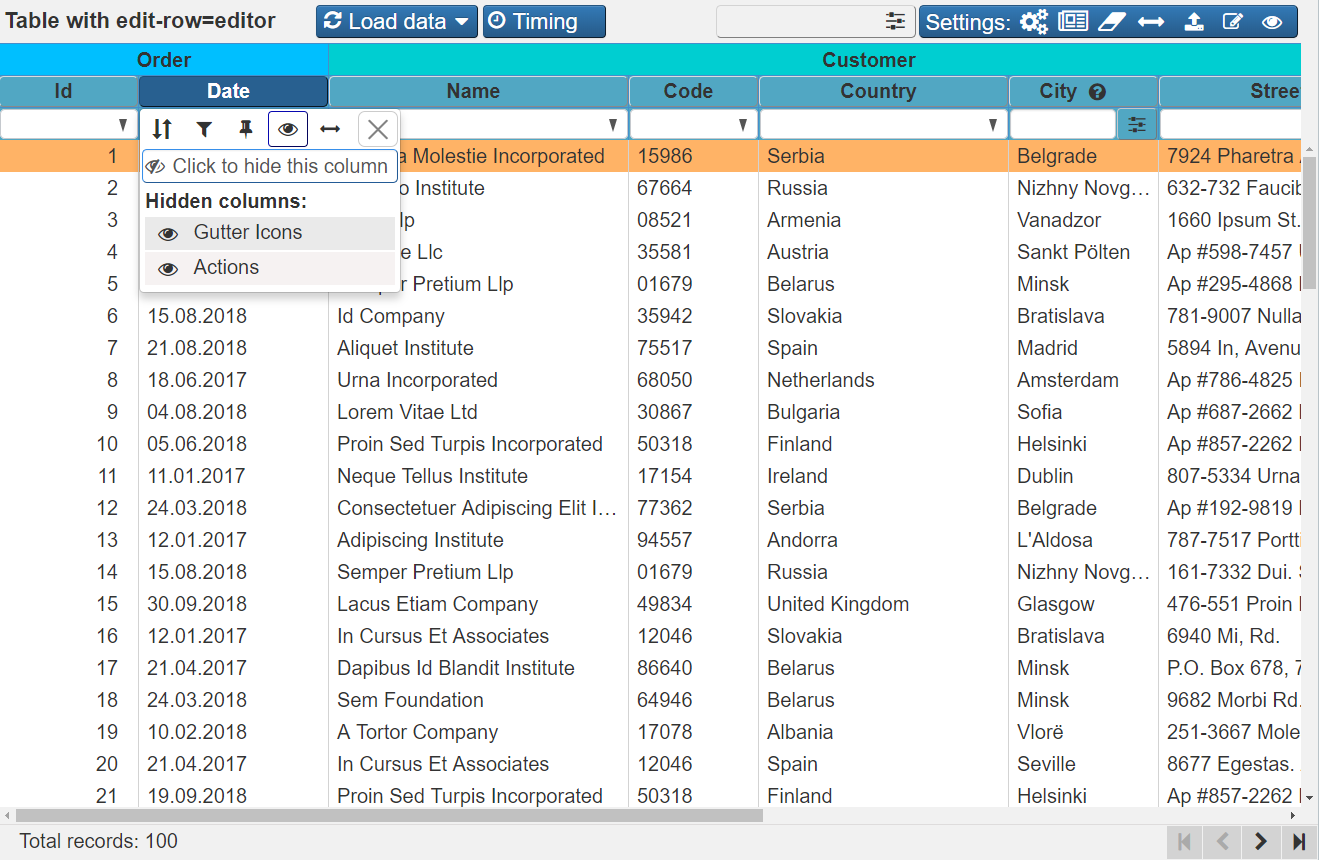 Table with edit-row=editor Load data Timing Settings:
Order Customer
Id Date Name Code Country City Stree
Click to hide this column
Hidden columns:
Gutter Icons
Actions
1 a Molestie Incorporated 15986 Serbia Belgrade 7924 Pharetra
2 o Institute 67664 Russia Nizhny Novg… 632-732 Faucib
3 lp 08521 Armenia Vanadzor 1660 Ipsum St.
4 e Llc 35581 Austria Sankt Pölten Ap #598-7457
5 r Pretium Llp 01679 Belarus Minsk Ap #295-4868
6 15.08.2018 Id Company 35942 Slovakia Bratislava 781-9007 Nulla
7 21.08.2018 Aliquet Institute 75517 Spain Madrid 5894 In, Avenu
8 18.06.2017 Urna Incorporated 68050 Netherlands Amsterdam Ap #786-4825
9 04.08.2018 Lorem Vitae Ltd 30867 Bulgaria Sofia Ap #687-2662
10 05.06.2018 Proin Sed Turpis Incorporated 50318 Finland Helsinki Ap #857-2262
11 11.01.2017 Neque Tellus Institute 17154 Ireland Dublin 807-5334 Urna
12 24.03.2018 Consectetuer Adipiscing Elit I… 77362 Serbia Belgrade Ap #192-9819
13 12.01.2017 Adipiscing Institute 94557 Andorra L'Aldosa 787-7517 Portt
14 15.08.2018 Semper Pretium Llp 01679 Russia Nizhny Novg… 161-7332 Dui.
15 30.09.2018 Lacus Etiam Company 49834 United Kingdom Glasgow 476-551 Proin
16 12.01.2017 In Cursus Et Associates 12046 Slovakia Bratislava 6940 Mi, Rd.
17 21.04.2017 Dapibus Id Blandit Institute 86640 Belarus Minsk P.O. Box 678, 7
18 24.03.2018 Sem Foundation 64946 Belarus Minsk 9682 Morbi Rd.
19 10.02.2018 A Tortor Company 17078 Albania Vlorë 251-3667 Mole
20 21.04.2017 In Cursus Et Associates 12046 Spain Seville 8677 Egestas.
21 19.09.2018 Proin Sed Turpis Incorporated 50318 Finland Helsinki Ap #857-2262
Total records: 100